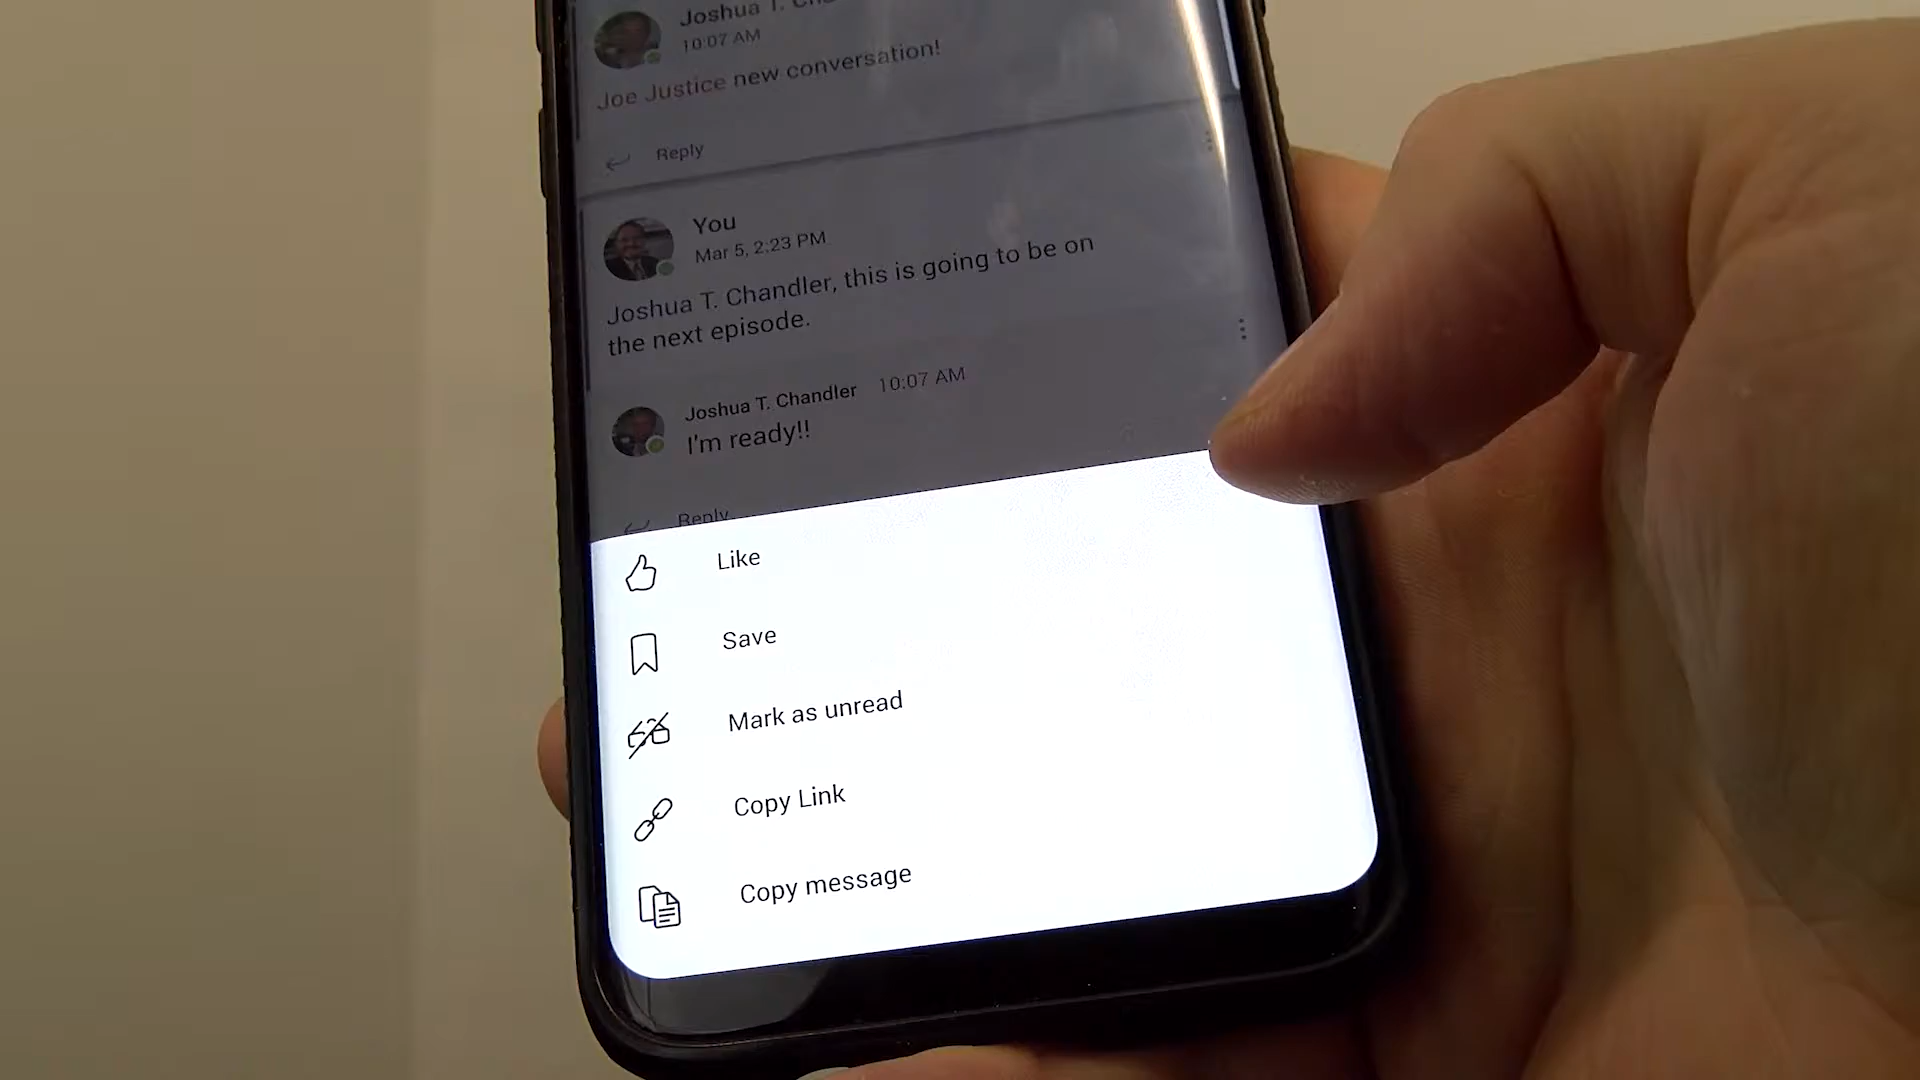 Joshua T.
10:07 AM
Joe Justice new conversation!
Reply
You
Mar 5, 2:23 PM
Joshua T. Chandler, this is going to be on
the next episode.
Joshua T. Chandler 10:07 AM
I'm ready!!
Reply
Like
Save
Mark as unread
Copy Link
Copy message